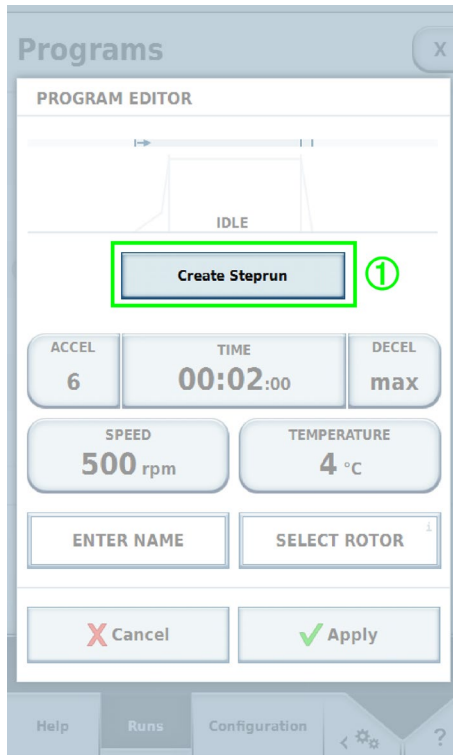 Programs
X
PROGRAM EDITOR
IDLE
Create Steprun
①
ACCEL TIME DECEL
6 00:02:00 max
SPEED TEMPERATURE
500 rpm 4 °C
i
ENTER NAME SELECT ROTOR
Cancel Apply
Help Runs Configuration < ?